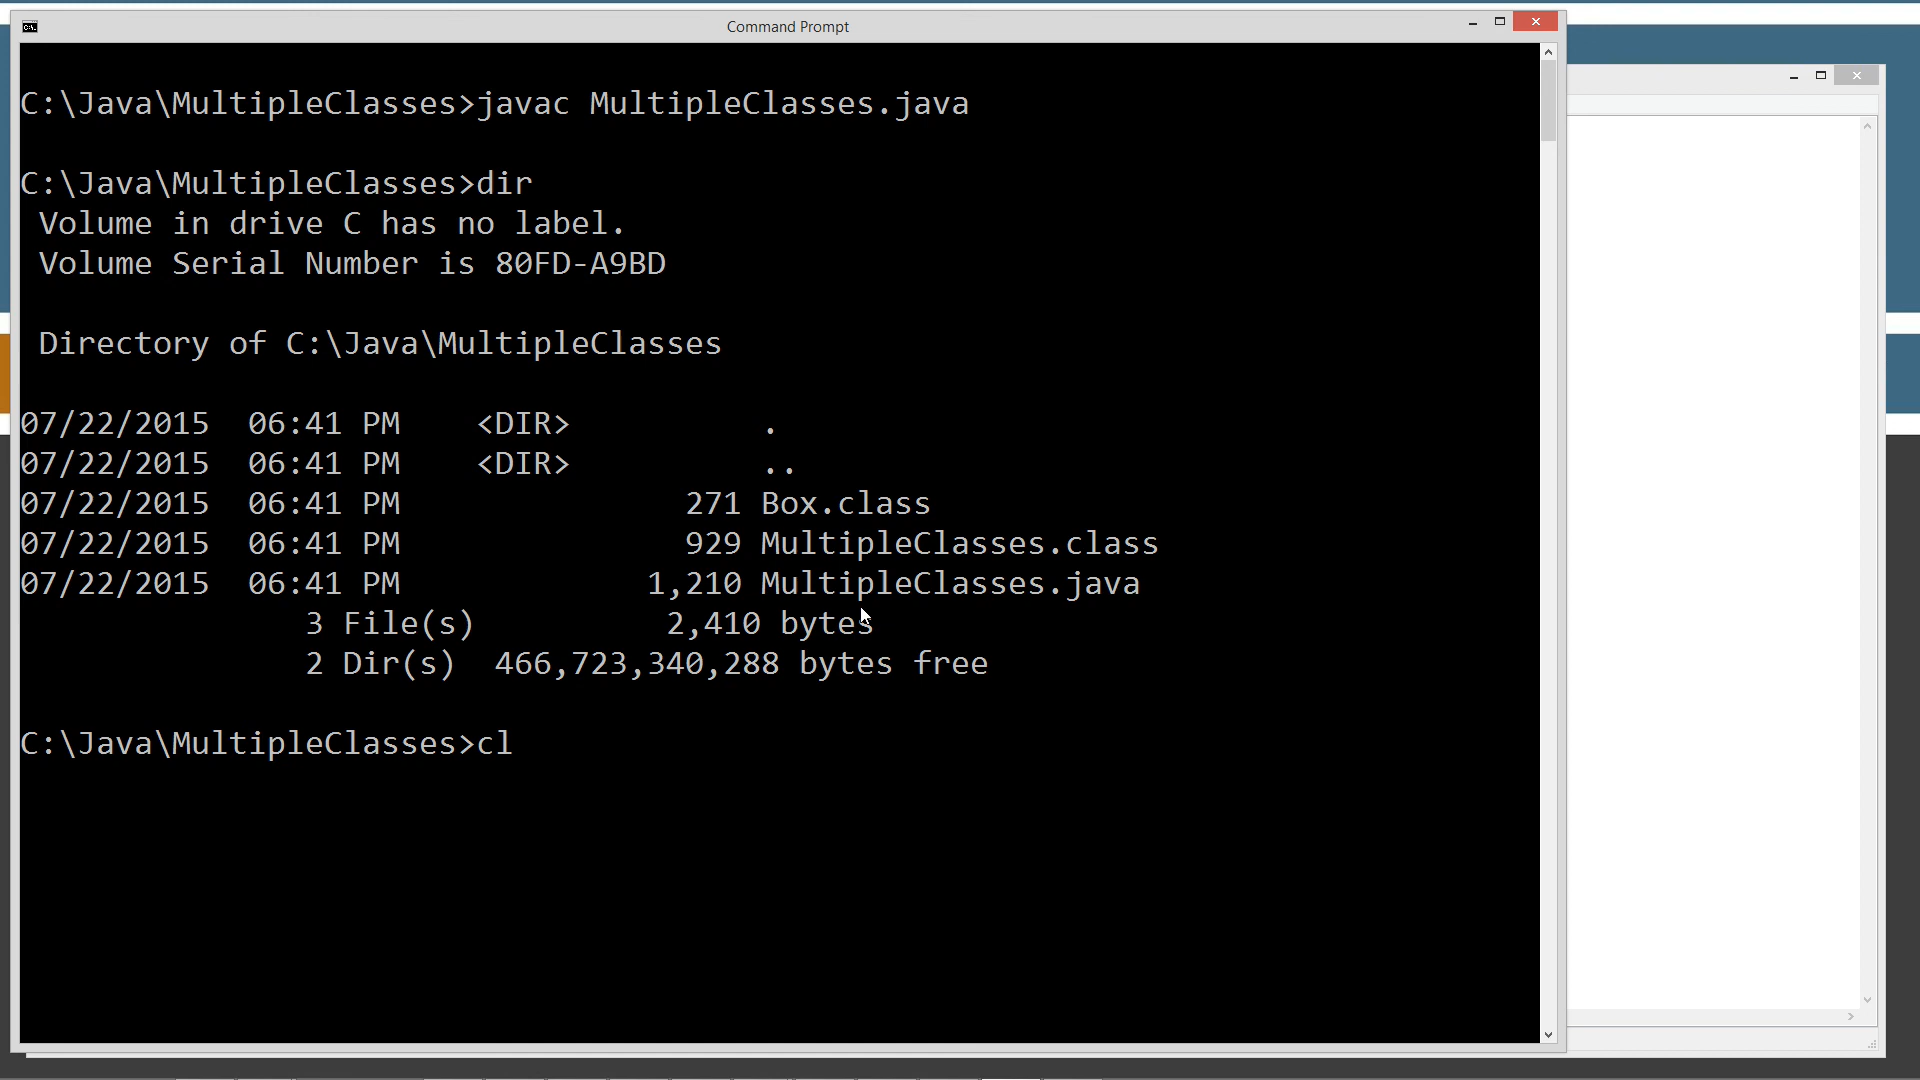 Command Prompt
C:\Java\MultipleClasses>javac MultipleClasses.java
C:\Java\MultipleClasses>dir
Volume in drive C has no label.
Volume Serial Number is 80FD-A9BD
Directory of C:\Java\MultipleClasses
07/22/2015  06:41 PM    <DIR>          .
07/22/2015  06:41 PM    <DIR>          ..
07/22/2015  06:41 PM               271 Box.class
07/22/2015  06:41 PM               929 MultipleClasses.class
07/22/2015  06:41 PM             1,210 MultipleClasses.java
3 File(s)          2,410 bytes
2 Dir(s)  466,723,340,288 bytes free
C:\Java\MultipleClasses>cl